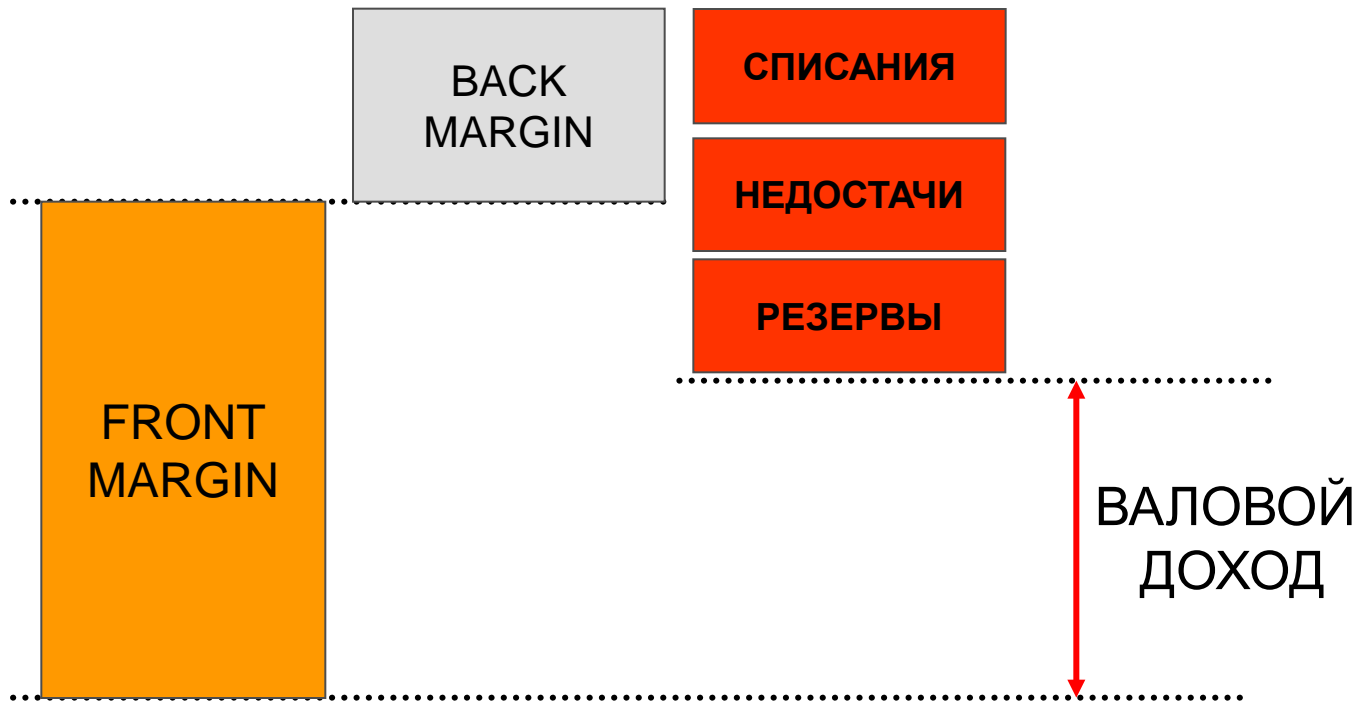 BACK
MARGIN
СПИСАНИЯ
НЕДОСТАЧИ
РЕЗЕРВЫ
FRONT
MARGIN
ВАЛОВОЙ
ДОХОД